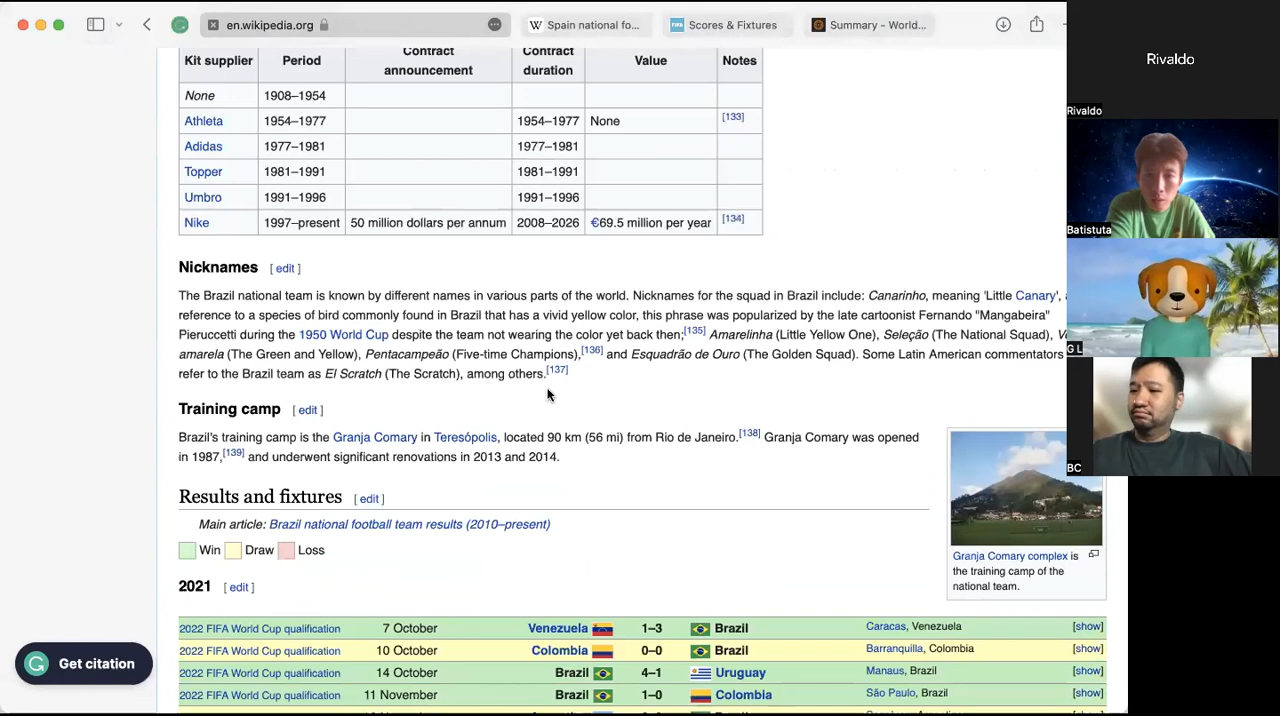 en.wikipedia.org
Spain national fo...
Scores & Fixtures
Summary - World...
Kit supplier Period Contract announcement Contract duration Value Notes
None 1908–1954
Athleta 1954–1977 1954–1977 None [133]
Adidas 1977–1981 1977–1981
Topper 1981–1991 1981–1991
Umbro 1991–1996 1991–1996
Nike 1997–present 50 million dollars per annum 2008–2026 €69.5 million per year [134]
Nicknames [ edit ]
The Brazil national team is known by different names in various parts of the world. Nicknames for the squad in Brazil include: Canarinho, meaning 'Little Canary',
reference to a species of bird commonly found in Brazil that has a vivid yellow color, this phrase was popularized by the late cartoonist Fernando "Mangabeira"
Pieruccetti during the 1950 World Cup despite the team not wearing the color yet back then;[135] Amarelinha (Little Yellow One), Seleção (The National Squad),
amarela (The Green and Yellow), Pentacampeão (Five-time Champions),[136] and Esquadrão de Ouro (The Golden Squad). Some Latin American commentators
refer to the Brazil team as El Scratch (The Scratch), among others.[137]
Training camp [ edit ]
Brazil's training camp is the Granja Comary in Teresópolis, located 90 km (56 mi) from Rio de Janeiro.[138] Granja Comary was opened
in 1987,[139] and underwent significant renovations in 2013 and 2014.
Granja Comary complex is
the training camp of the
national team.
Results and fixtures [ edit ]
Main article: Brazil national football team results (2010–present)
Win Draw Loss
2021 [ edit ]
2022 FIFA World Cup qualification 7 October Venezuela 1–3 Brazil Caracas, Venezuela [show]
2022 FIFA World Cup qualification 10 October Colombia 0–0 Brazil Barranquilla, Colombia [show]
2022 FIFA World Cup qualification 14 October Brazil 4–1 Uruguay Manaus, Brazil [show]
2022 FIFA World Cup qualification 11 November Brazil 1–0 Colombia São Paulo, Brazil [show]
Get citation
Rivaldo
Rivaldo
Batistuta
G L
BC